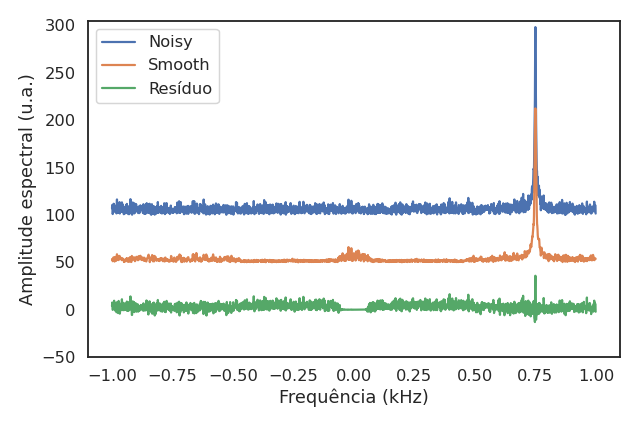 300
250
200
150
100
50
0
−50
Amplitude espectral (u.a.)
Noisy
Smooth
Resíduo
−1.00 −0.75 −0.50 −0.25 0.00 0.25 0.50 0.75 1.00
Frequência (kHz)